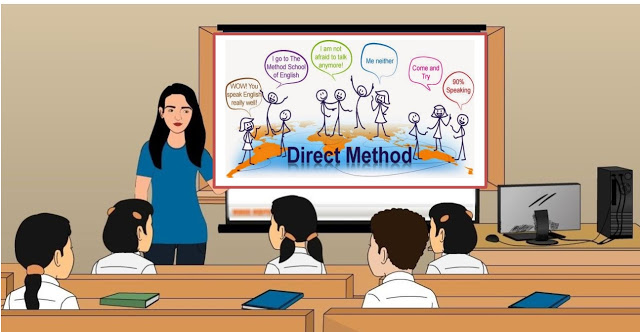 WOW! You
speak English
really well!
I go to The
Method School
of English
I am not
afraid to talk
anymore!
Me neither
Come and
Try
90%
Speaking
Direct Method